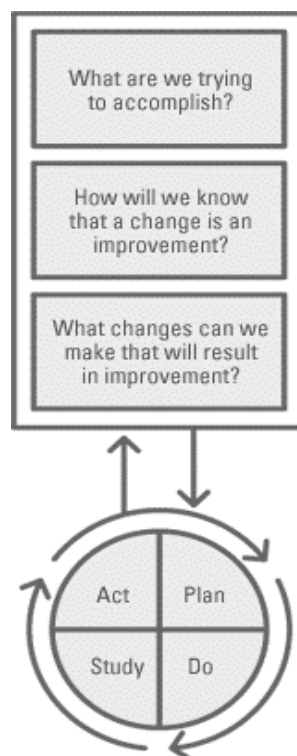 What are we trying
to accomplish?
How will we know
that a change is an
improvement?
What changes can we
make that will result
in improvement?
Act
Plan
Study
Do